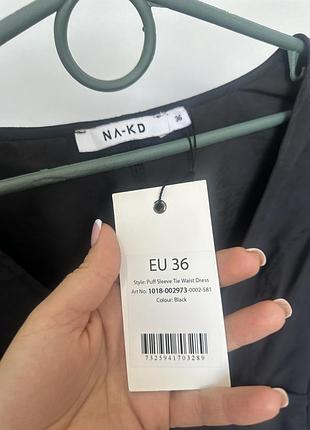 NA-KD
36
EU 36
Style: Puff Sleeve Tie Waist Dress
Art No: 1018-002973-0002-581
Colour: Black
7325941703289